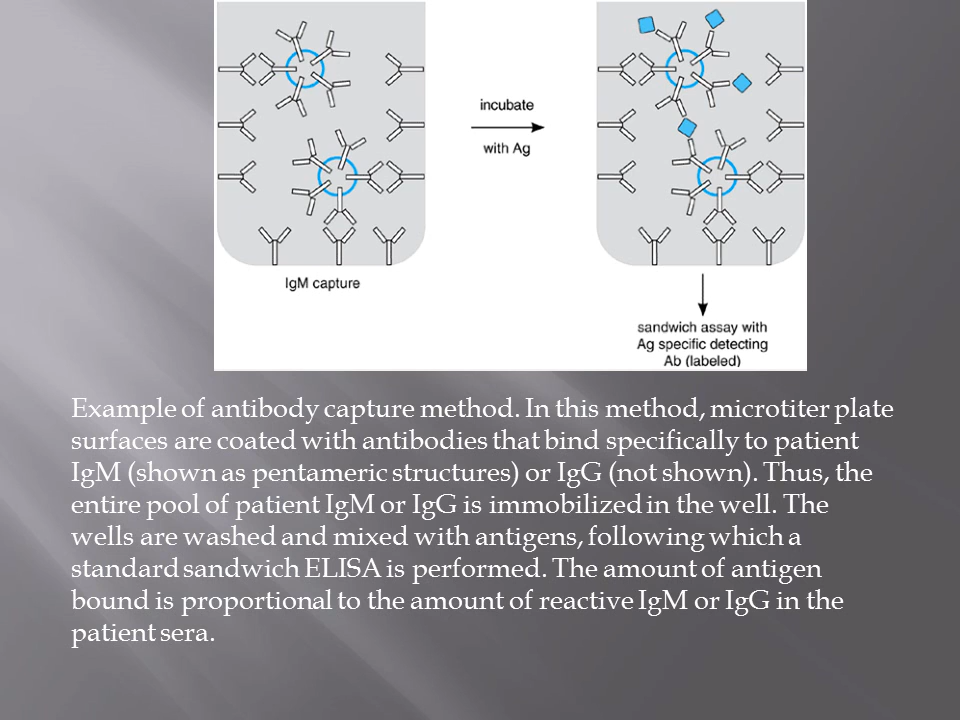 incubate
with Ag
IgM capture
sandwich assay with
Ag specific detecting
Ab (labeled)
Example of antibody capture method. In this method, microtiter plate
surfaces are coated with antibodies that bind specifically to patient
IgM (shown as pentameric structures) or IgG (not shown). Thus, the
entire pool of patient IgM or IgG is immobilized in the well. The
wells are washed and mixed with antigens, following which a
standard sandwich ELISA is performed. The amount of antigen
bound is proportional to the amount of reactive IgM or IgG in the
patient sera.